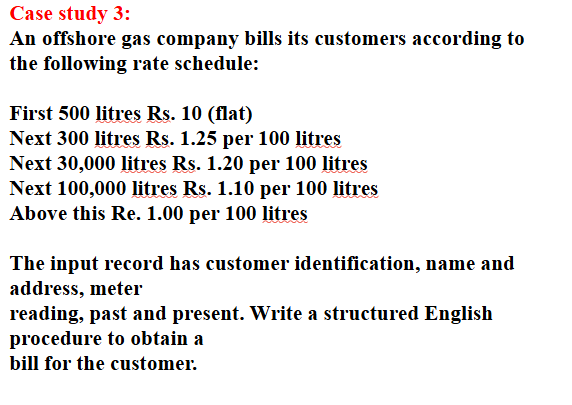 Case study 3:
An offshore gas company bills its customers according to
the following rate schedule:
First 500 litres Rs. 10 (flat)
Next 300 litres Rs. 1.25 per 100 litres
Next 30,000 litres Rs. 1.20 per 100 litres
Next 100,000 litres Rs. 1.10 per 100 litres
Above this Re. 1.00 per 100 litres
The input record has customer identification, name and
address, meter
reading, past and present. Write a structured English
procedure to obtain a
bill for the customer.